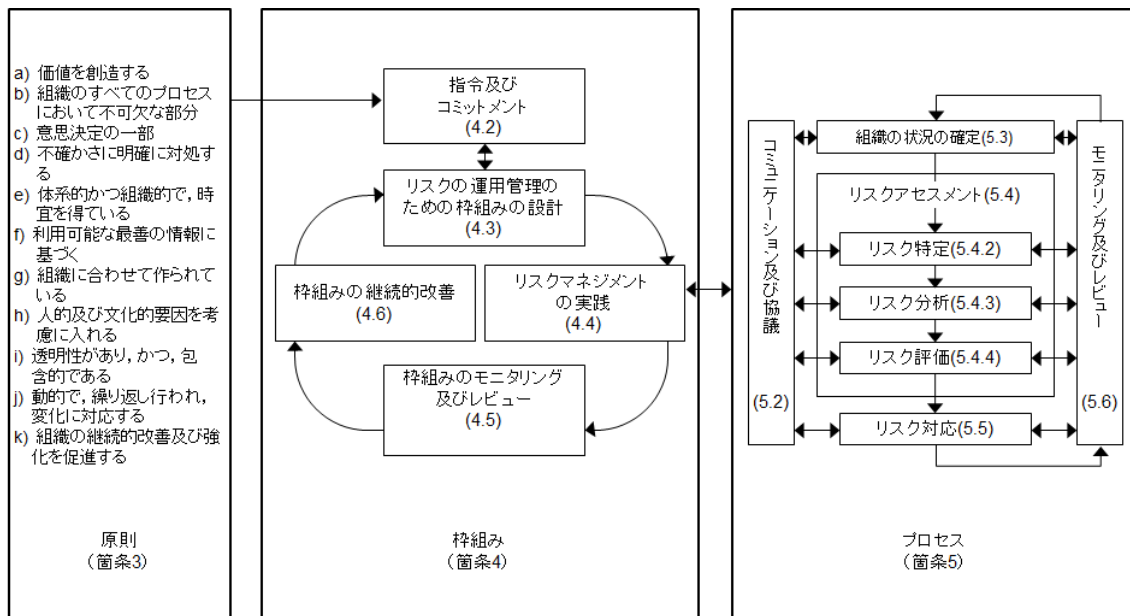 a) 価値を創造する
b) 組織のすべてのプロセス
において不可欠な部分
c) 意思決定の一部
d) 不確かさに明確に対処す
る
e) 体系的かつ組織的で，時
宜を得ている
f) 利用可能な最善の情報に
基づく
g) 組織に合わせて作られて
いる
h) 人的及び文化的要因を考
慮に入れる
i) 透明性があり，かつ，包
含的である
j) 動的で，繰り返し行われ，
変化に対応する
k) 組織の継続的改善及び強
化を促進する
原則
（箇条3）
指令及び
コミットメント
(4.2)
リスクの運用管理の
ための枠組みの設計
(4.3)
枠組みの継続的改善
(4.6)
リスクマネジメント
の実践
(4.4)
枠組みのモニタリング
及びレビュー
(4.5)
枠組み
（箇条4）
コミュニケーション及び協議
(5.2)
組織の状況の確定(5.3)
リスクアセスメント(5.4)
リスク特定(5.4.2)
リスク分析(5.4.3)
リスク評価(5.4.4)
リスク対応(5.5)
モニタリング及びレビュー
(5.6)
プロセス
（箇条5）